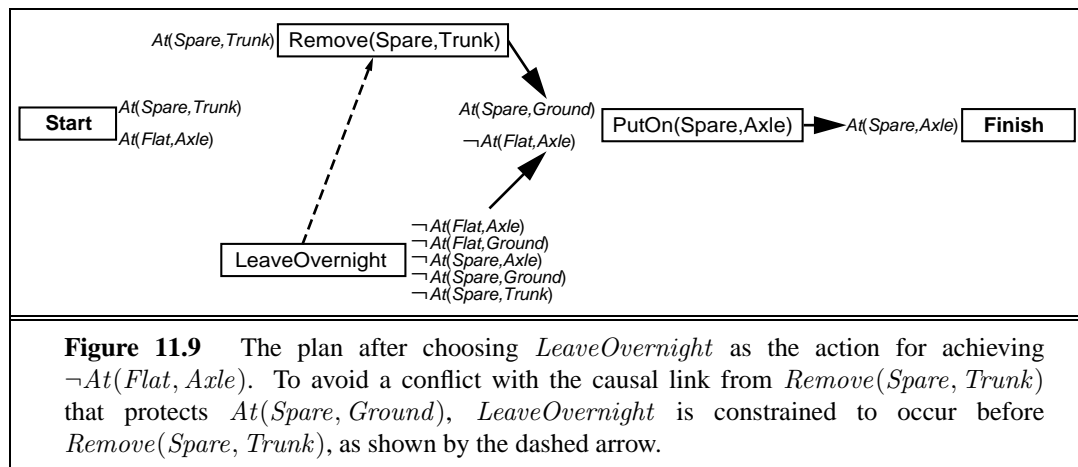 At(Spare,Trunk) Remove(Spare,Trunk)
Start
At(Spare,Trunk)
At(Flat,Axle)
At(Spare,Ground)
¬At(Flat,Axle)
PutOn(Spare,Axle)
At(Spare,Axle) Finish
LeaveOvernight
¬At(Flat,Axle)
¬At(Flat,Ground)
¬At(Spare,Axle)
¬At(Spare,Ground)
¬At(Spare,Trunk)
Figure 11.9 The plan after choosing LeaveOvernight as the action for achieving
¬At(Flat, Axle). To avoid a conflict with the causal link from Remove(Spare, Trunk)
that protects At(Spare, Ground), LeaveOvernight is constrained to occur before
Remove(Spare, Trunk), as shown by the dashed arrow.